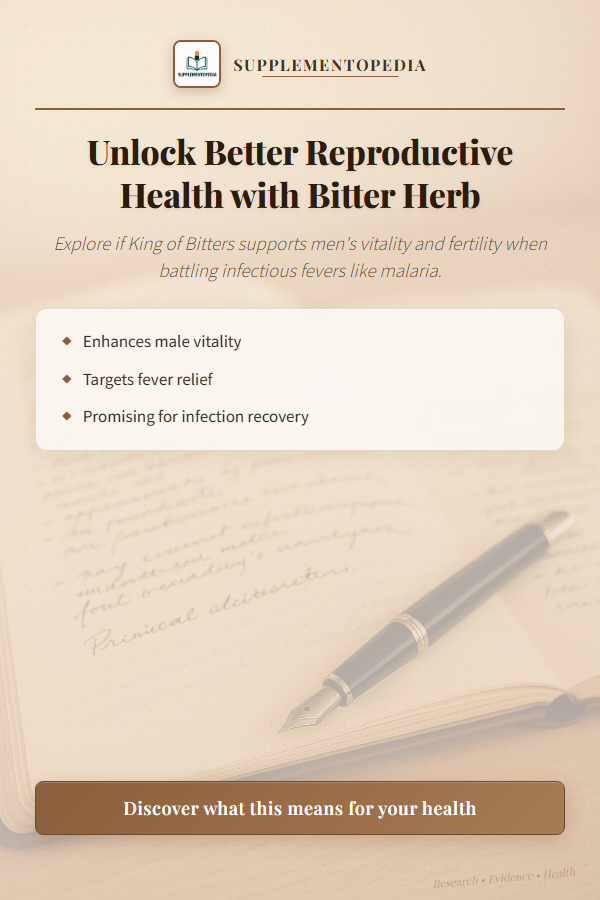 SUPPLEMENTOPEDIA
SUPPLEMENTOPEDIA
Unlock Better Reproductive
Health with Bitter Herb
Explore if King of Bitters supports men's vitality and fertility when
battling infectious fevers like malaria.
◆ Enhances male vitality
◆ Targets fever relief
◆ Promising for infection recovery
Discover what this means for your health
Research • Evidence • Health